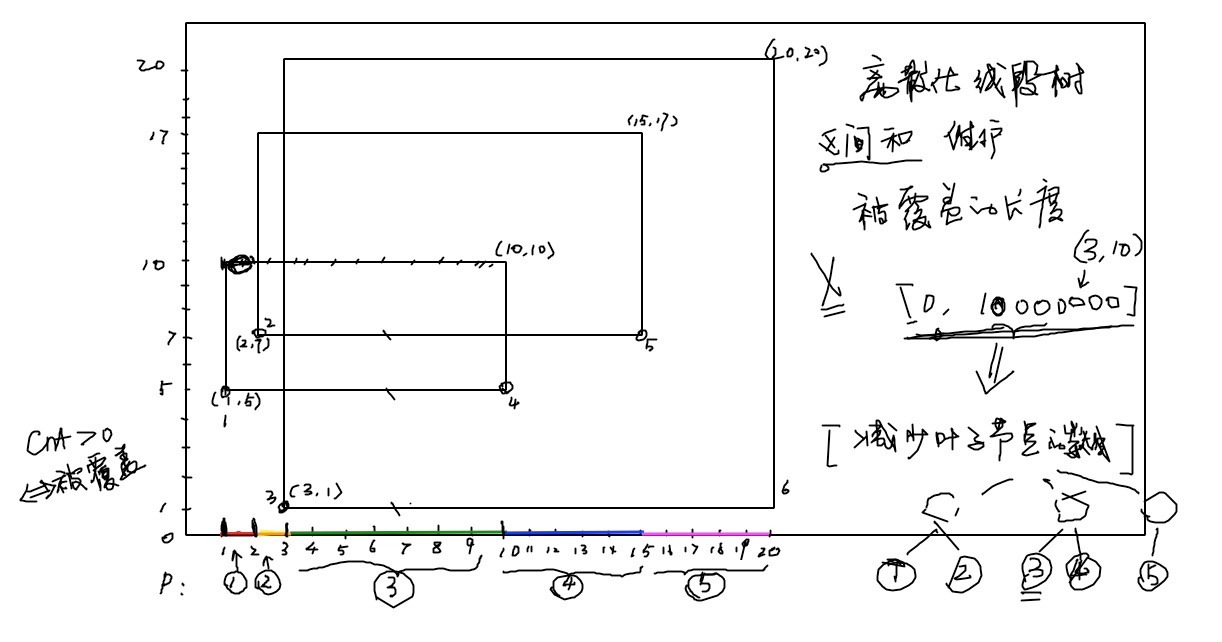 20
17
10
7
5
1
0
(20,20)
(15,17)
(10,10)
2
(2,7)
5
(1,5)
1
4
3 (3,1)
6
1 2 3 4 5 6 7 8 9 10 11 12 13 14 15 16 17 18 19 20
P: ① ② ③ ④ ⑤
Cnt>0
⇔被覆盖
离散化线段树
区间和 维护
被覆盖的长度
(3,10)
X [0, 10000000]
⇓
[减少叶子节点的数域]
① ② ③ ④ ⑤